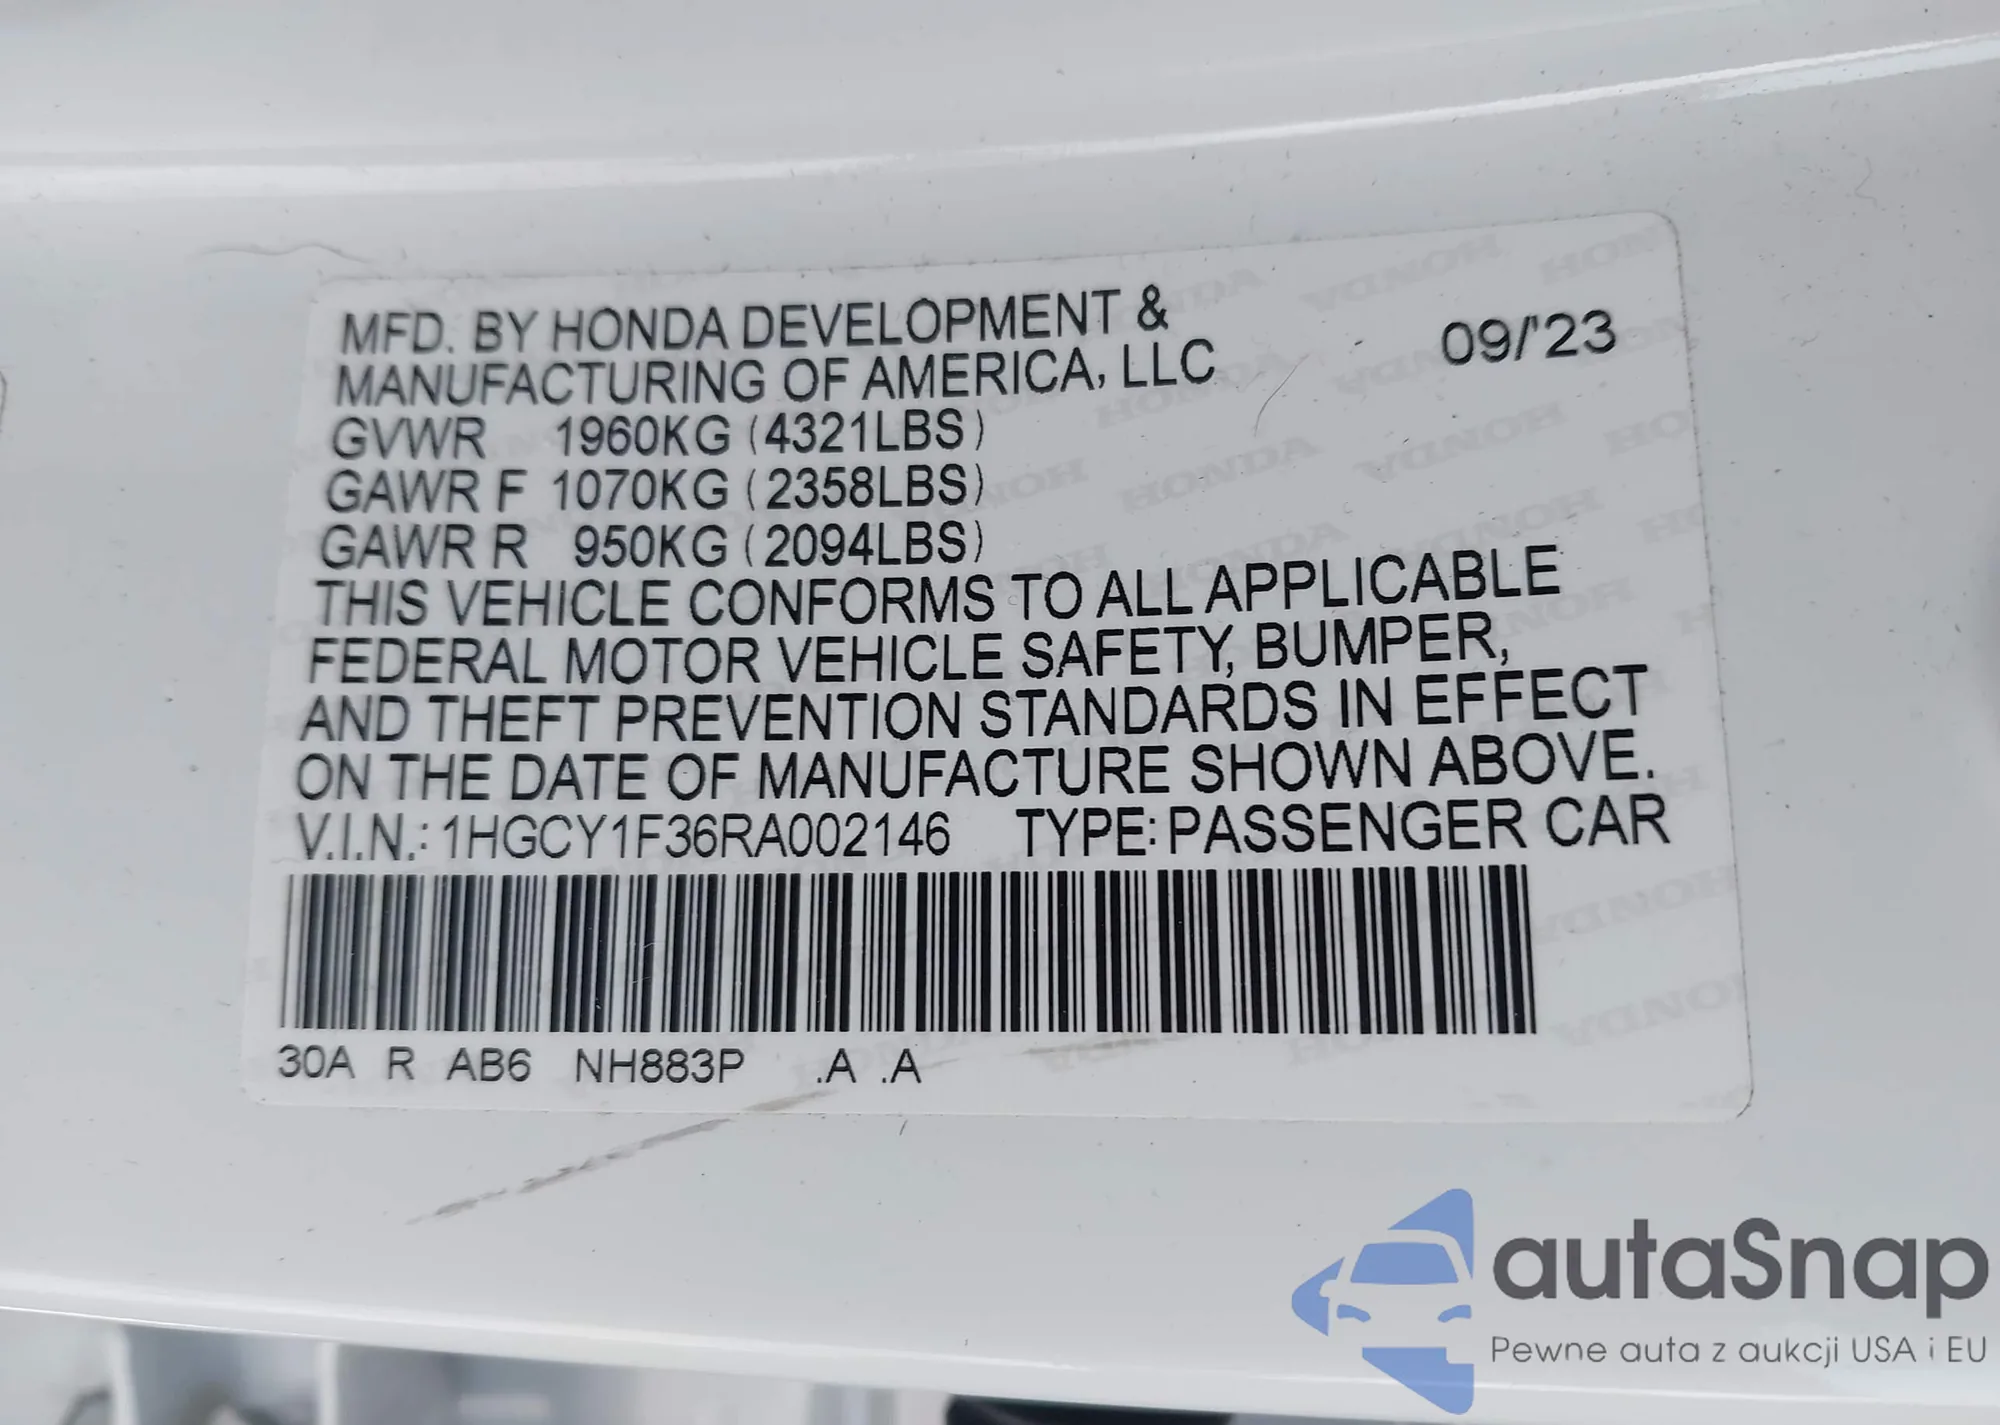 MFD. BY HONDA DEVELOPMENT &
MANUFACTURING OF AMERICA, LLC
09/'23
GVWR 1960KG (4321LBS)
GAWR F 1070KG (2358LBS)
GAWR R 950KG (2094LBS)
THIS VEHICLE CONFORMS TO ALL APPLICABLE
FEDERAL MOTOR VEHICLE SAFETY, BUMPER,
AND THEFT PREVENTION STANDARDS IN EFFECT
ON THE DATE OF MANUFACTURE SHOWN ABOVE.
V.I.N.: 1HGCY1F36RA002146 TYPE: PASSENGER CAR
30A R AB6 NH883P .A .A
autaSnap
Pewne auta z aukcji USA i EU